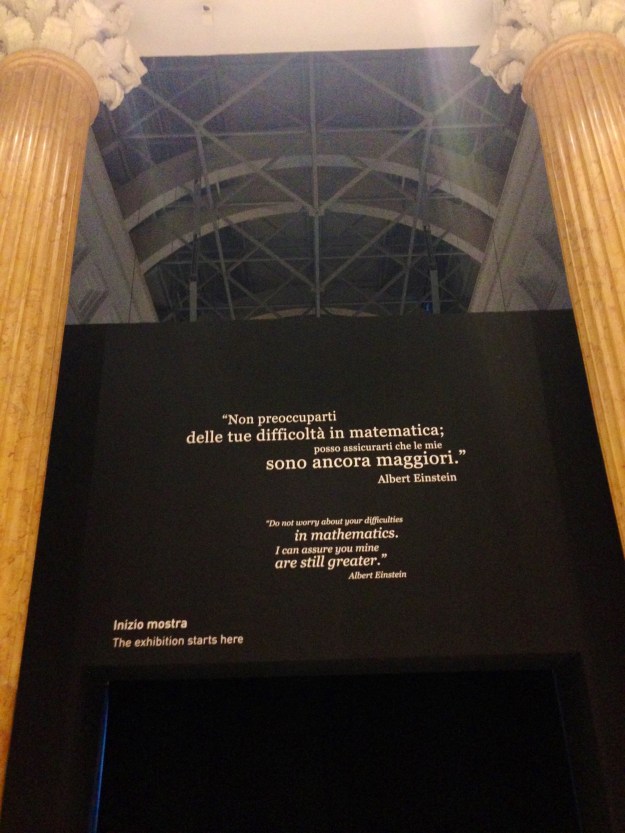 “Non preoccuparti
delle tue difficoltà in matematica;
posso assicurarti che le mie
sono ancora maggiori.”
Albert Einstein
“Do not worry about your difficulties
in mathematics.
I can assure you mine
are still greater.”
Albert Einstein
Inizio mostra
The exhibition starts here